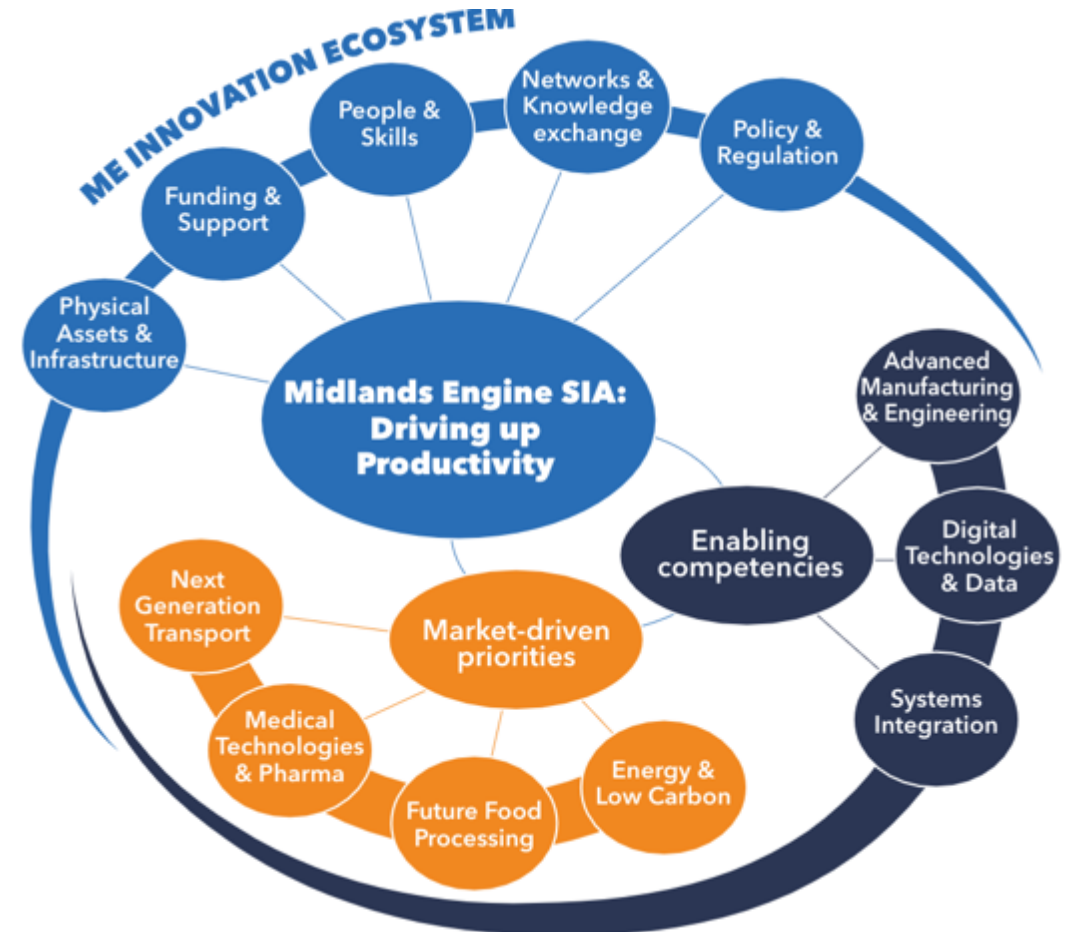 ME INNOVATION ECOSYSTEM
Networks &
Knowledge
exchange
People &
Skills
Policy &
Regulation
Funding &
Support
Physical
Assets &
Infrastructure
Midlands Engine SIA:
Driving up
Productivity
Advanced
Manufacturing
& Engineering
Enabling
competencies
Digital
Technologies
& Data
Systems
Integration
Market-driven
priorities
Next
Generation
Transport
Medical
Technologies
& Pharma
Future Food
Processing
Energy &
Low Carbon